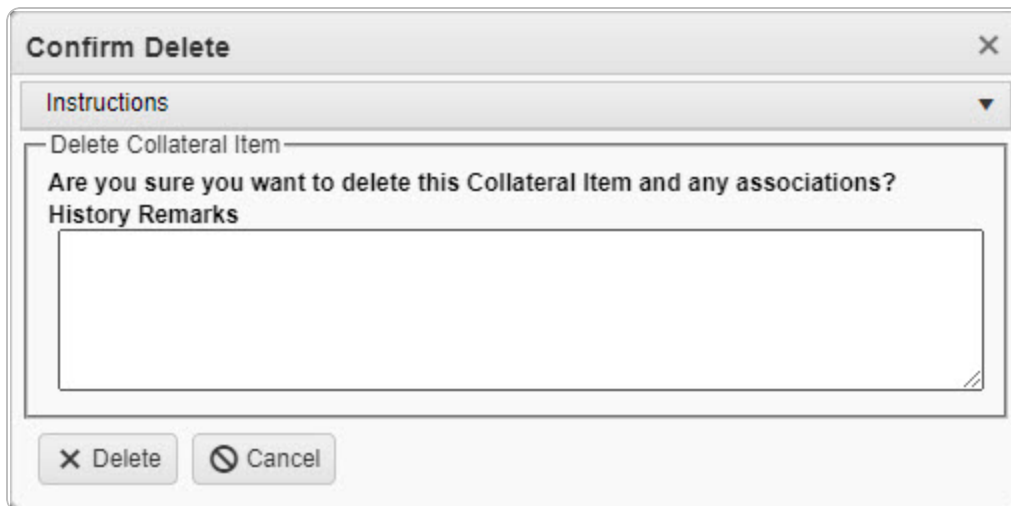 Confirm Delete
Instructions
Delete Collateral Item
Are you sure you want to delete this Collateral Item and any associations?
History Remarks
Delete
Cancel